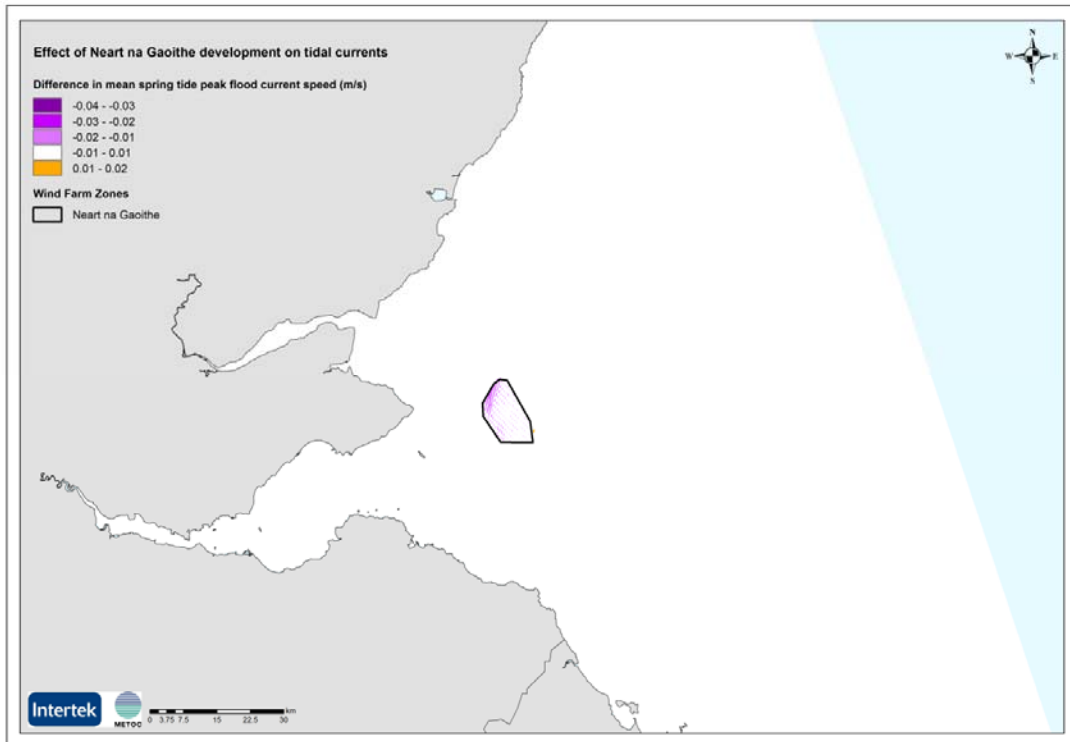 Effect of Neart na Gaoithe development on tidal currents
Difference in mean spring tide peak flood current speed (m/s)
-0.04 - -0.03
-0.03 - -0.02
-0.02 - -0.01
-0.01 - 0.01
0.01 - 0.02
Wind Farm Zones
Neart na Gaoithe
N
W E
S
Intertek
METOC
km
0 3.75 7.5 15 22.5 30